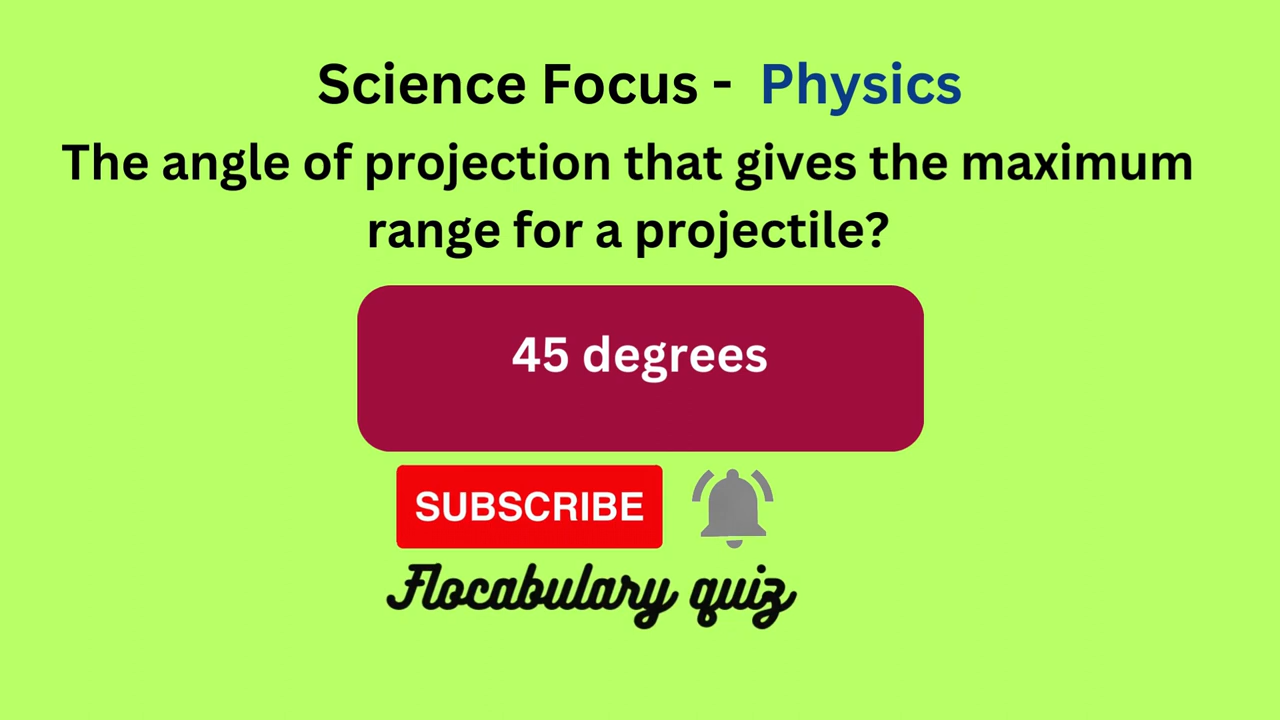 Science Focus - Physics
The angle of projection that gives the maximum
range for a projectile?
45 degrees
SUBSCRIBE
Flocabulary quiz